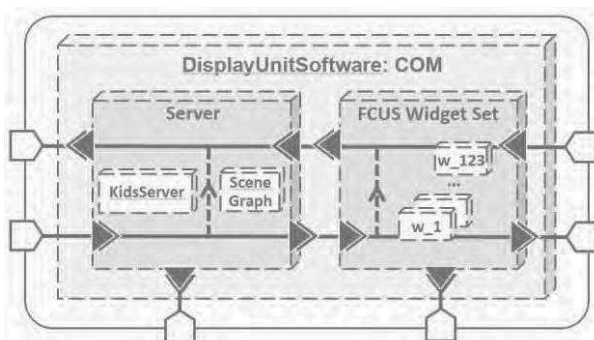 DisplayUnitSoftware: COM
Server
FCUS Widget Set
KidsServer
Scene
Graph
w_123
...
w_1